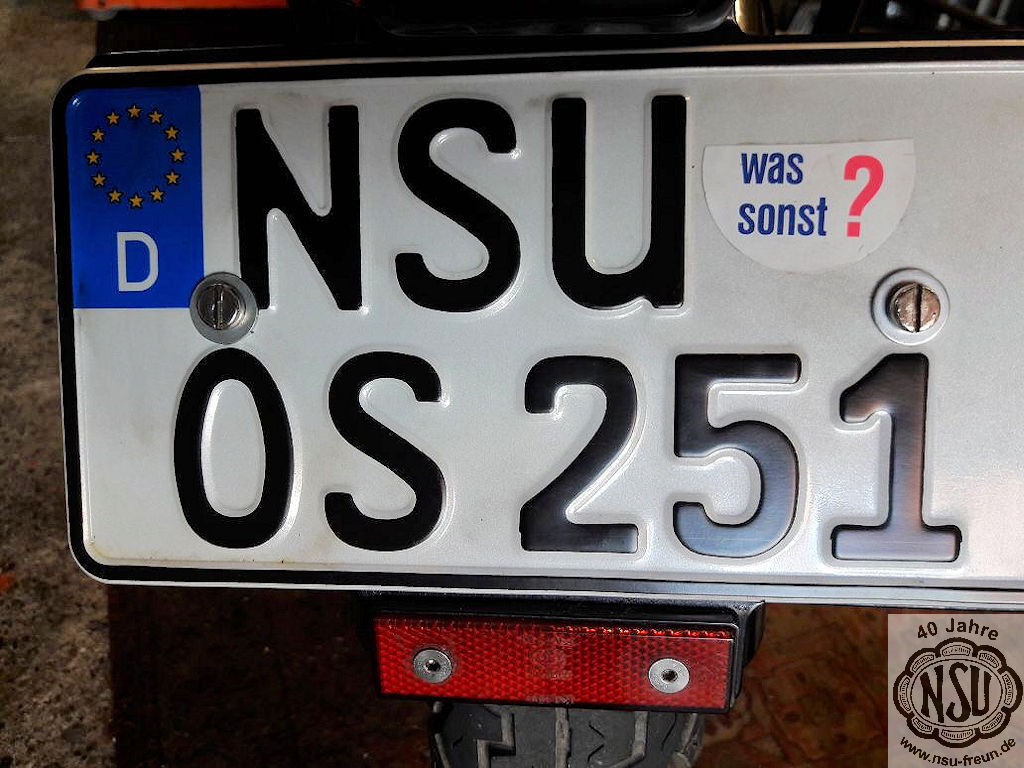 D
NSU
was
sonst ?
OS 251
40 Jahre
NSU
www.nsu-freun.de